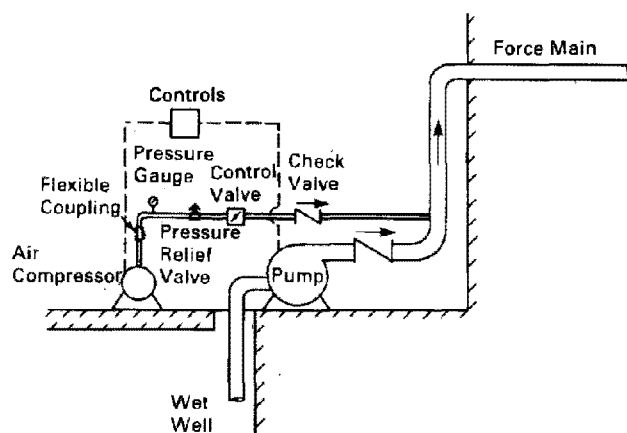 Force Main
Controls
Pressure
Gauge
Control
Valve
Check
Valve
Flexible
Coupling
Pressure
Relief
Valve
Air
Compressor
Pump
Wet
Well